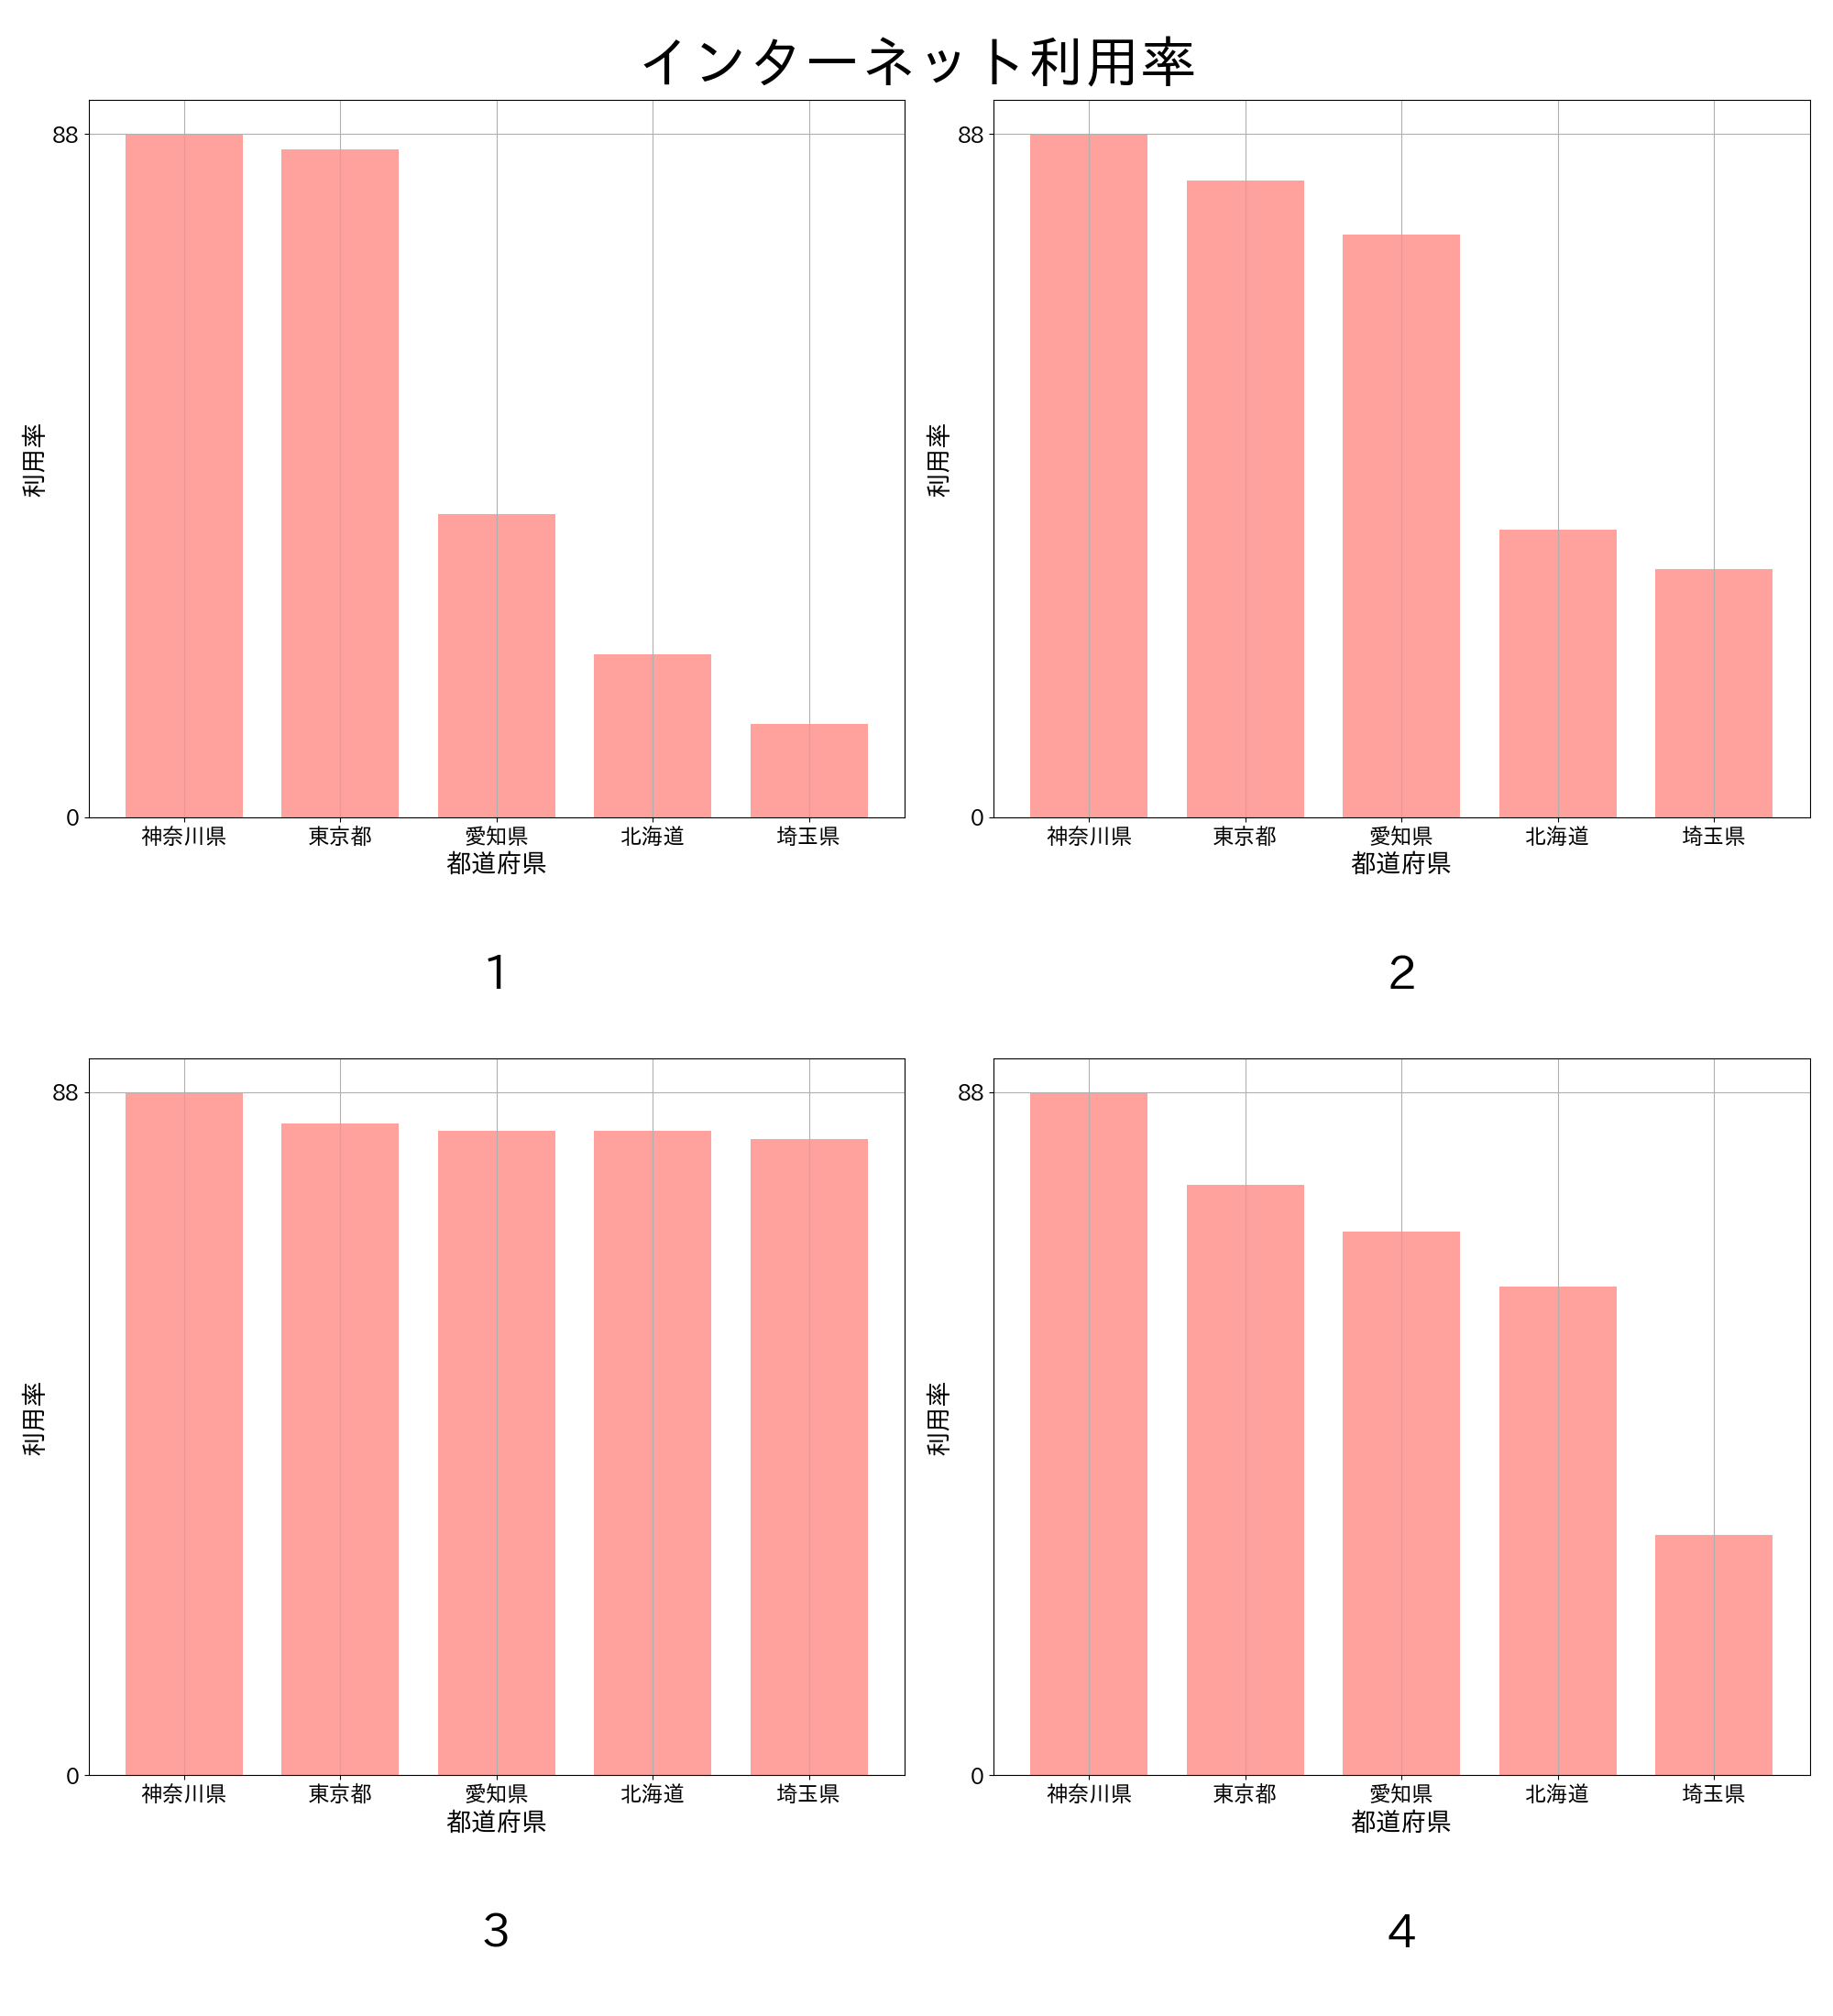 インターネット利用率
88
0
利用率
神奈川県 東京都 愛知県 北海道 埼玉県
都道府県
1
88
0
利用率
神奈川県 東京都 愛知県 北海道 埼玉県
都道府県
2
88
0
利用率
神奈川県 東京都 愛知県 北海道 埼玉県
都道府県
3
88
0
利用率
神奈川県 東京都 愛知県 北海道 埼玉県
都道府県
4